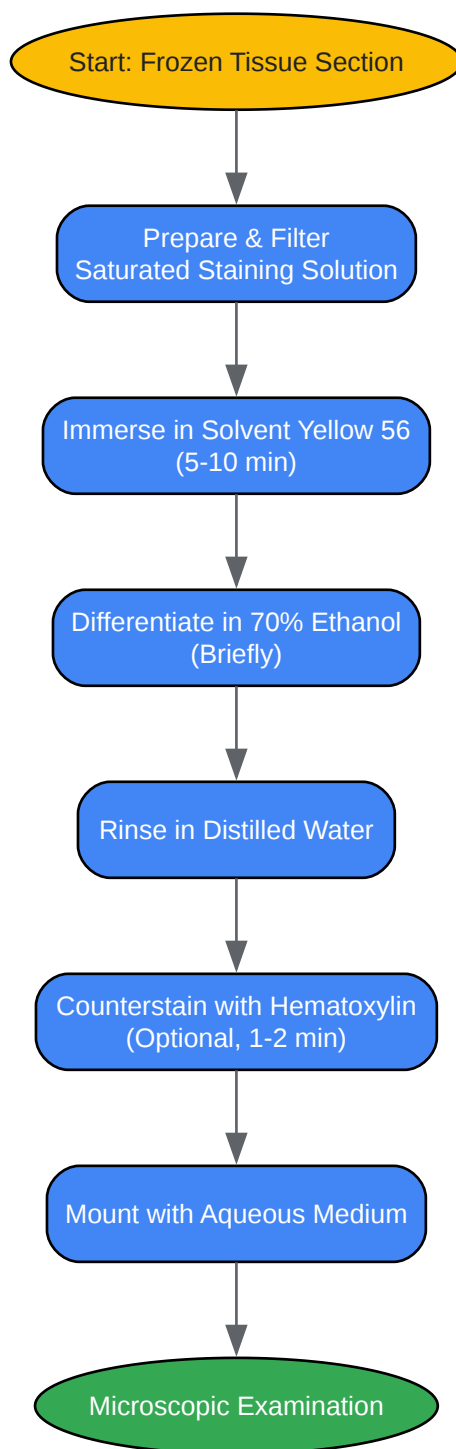 Start: Frozen Tissue Section
Prepare & Filter
Saturated Staining Solution
Immerse in Solvent Yellow 56
(5-10 min)
Differentiate in 70% Ethanol
(Briefly)
Rinse in Distilled Water
Counterstain with Hematoxylin
(Optional, 1-2 min)
Mount with Aqueous Medium
Microscopic Examination